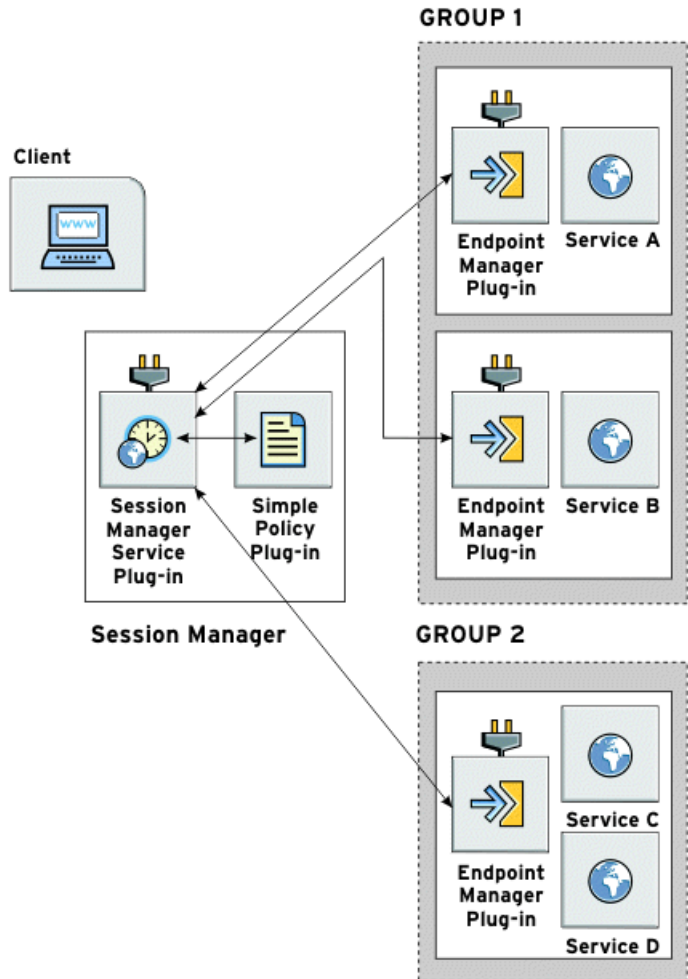 GROUP 1
Client
www
Endpoint
Manager
Plug-in
Service A
Endpoint
Manager
Plug-in
Service B
Session
Manager
Service
Plug-in
Simple
Policy
Plug-in
Session Manager
GROUP 2
Endpoint
Manager
Plug-in
Service C
Service D